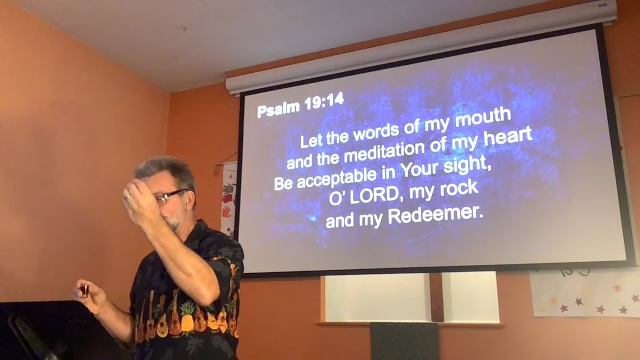 Psalm 19:14
Let the words of my mouth
and the meditation of my heart
Be acceptable in Your sight,
O' LORD, my rock
and my Redeemer.